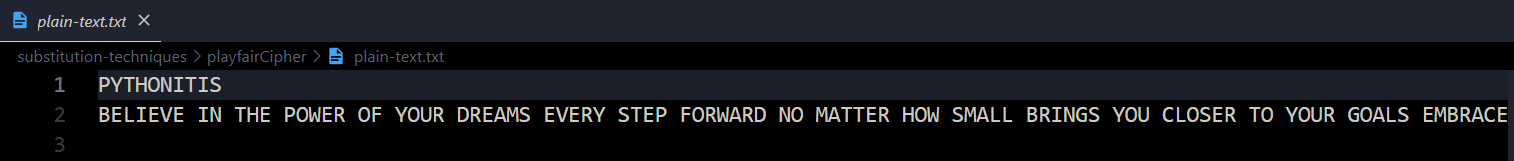 plain-text.txt
substitution-techniques > playfairCipher > plain-text.txt
1 PYTHONITIS
2 BELIEVE IN THE POWER OF YOUR DREAMS EVERY STEP FORWARD NO MATTER HOW SMALL BRINGS YOU CLOSER TO YOUR GOALS EMBRACE
3